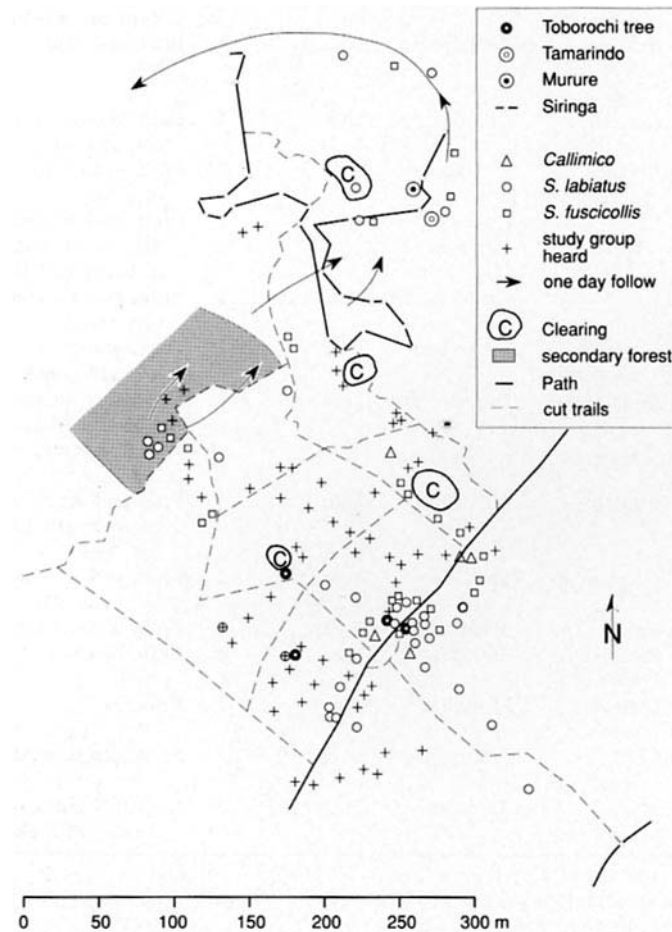 Toborochi tree
Tamarindo
Murure
Siringa
Callimico
S. labiatus
S. fuscicollis
study group
heard
one day follow
C Clearing
secondary forest
Path
cut trails
C
C
C
C
N
0 50 100 150 200 250 300 m